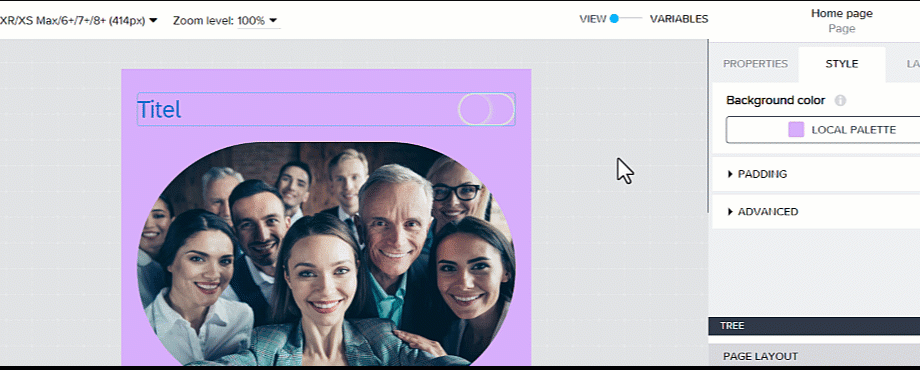 XR/XS Max/6+/7+/8+ (414px)
Zoom level: 100%
VIEW
VARIABLES
Home page
Page
PROPERTIES
STYLE
LA
Titel
Background color
LOCAL PALETTE
PADDING
ADVANCED
TREE
PAGE LAYOUT